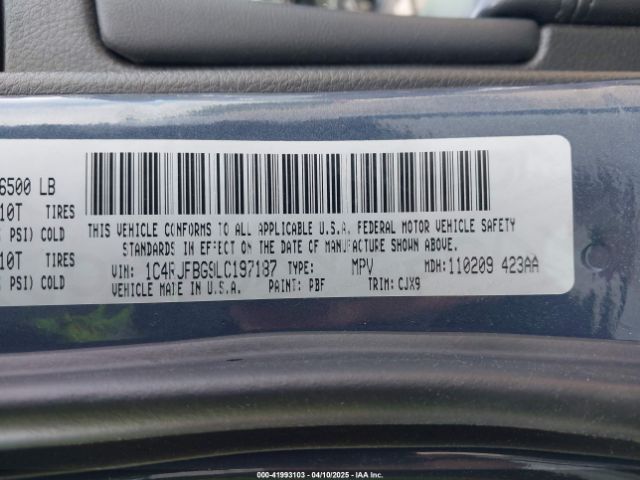 6500 LB
10T TIRES
PSI) COLD
10T TIRES
PSI) COLD
THIS VEHICLE CONFORMS TO ALL APPLICABLE U.S.A. FEDERAL MOTOR VEHICLE SAFETY
STANDARDS IN EFFECT ON THE DATE OF MANUFACTURE SHOWN ABOVE.
VIN: 1C4RJFBG9LC197187 TYPE: MPV MDH: 110209 423AA
VEHICLE MADE IN U.S.A. PAINT: PBF TRIM: CJX9
000-41993103 - 04/10/2025 - IAA Inc.